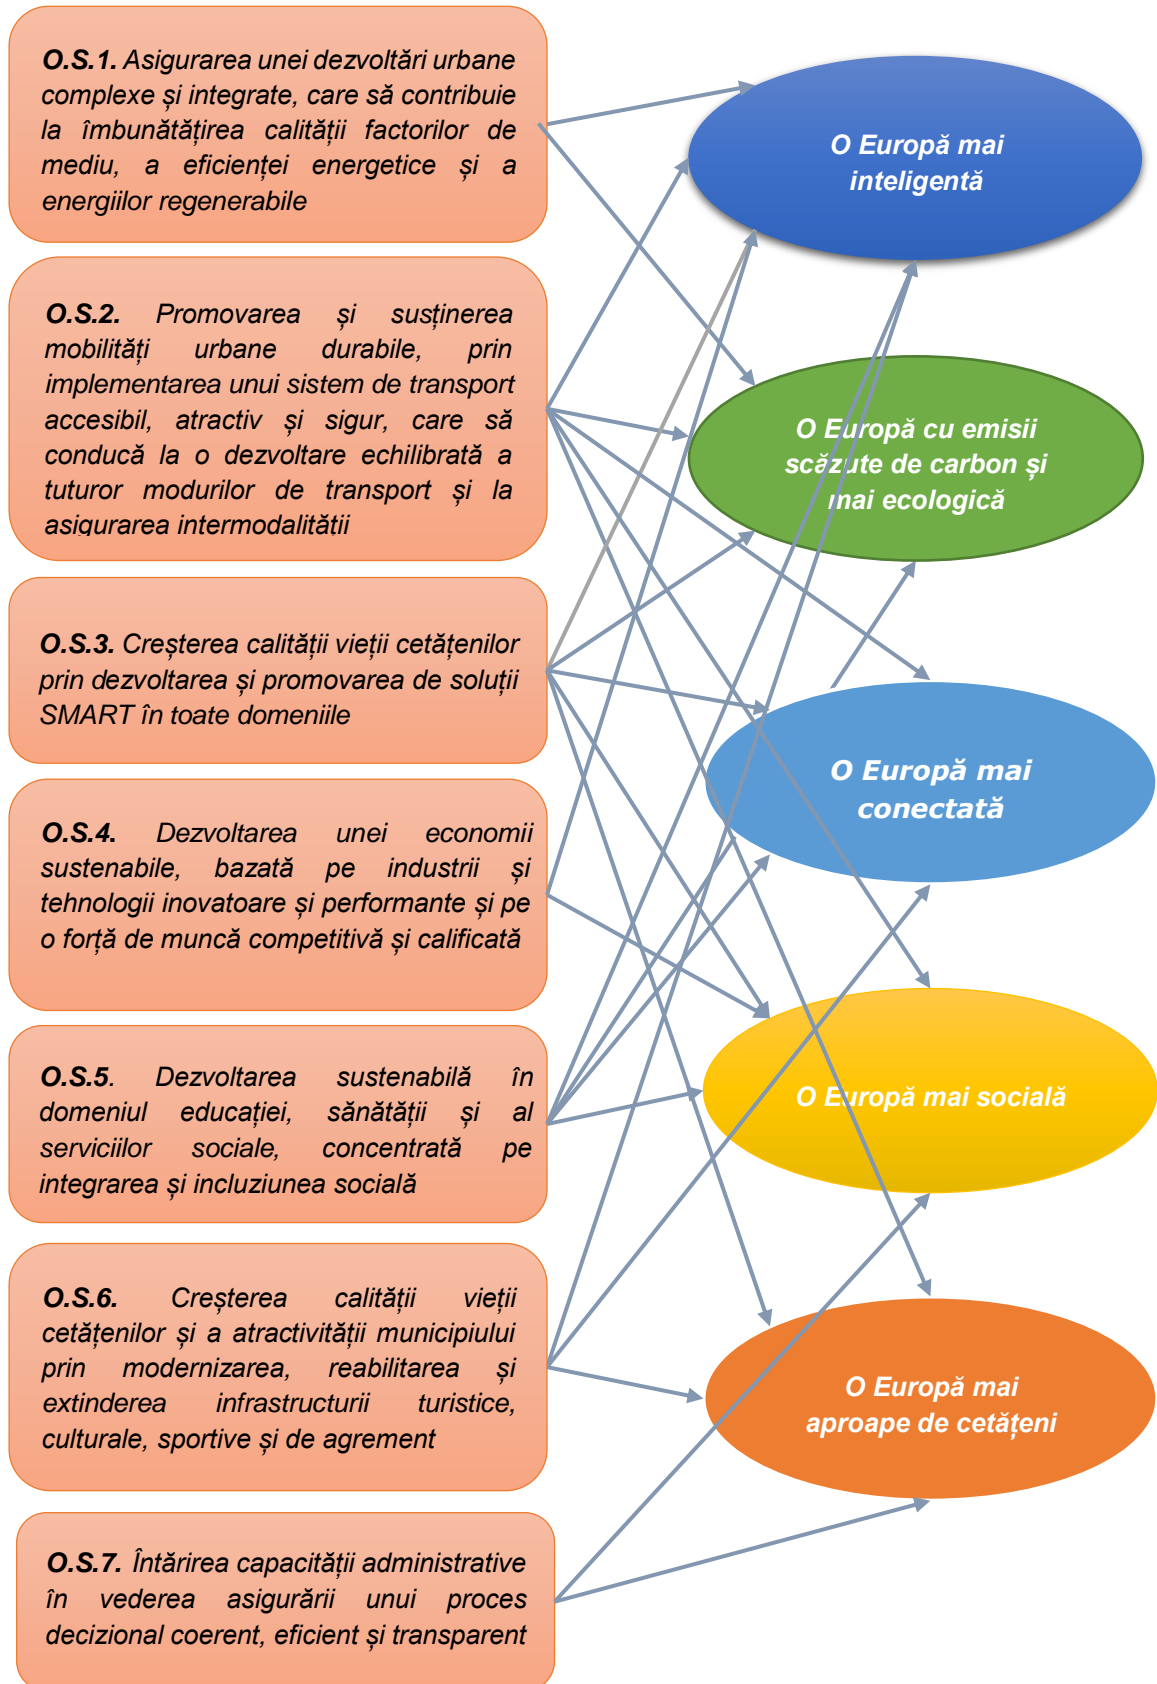 O.S.1. Asigurarea unei dezvoltări urbane
complexe și integrate, care să contribuie
la îmbunătățirea calității factorilor de
mediu, a eficienței energetice și a
energiilor regenerabile
O.S.2. Promovarea și susținerea
mobilități urbane durabile, prin
implementarea unui sistem de transport
accesibil, atractiv și sigur, care să
conducă la o dezvoltare echilibrată a
tuturor modurilor de transport și la
asigurarea intermodalității
O.S.3. Creșterea calității vieții cetățenilor
prin dezvoltarea și promovarea de soluții
SMART în toate domeniile
O.S.4. Dezvoltarea unei economii
sustenabile, bazată pe industrii și
tehnologii inovatoare și performante și pe
o forță de muncă competitivă și calificată
O.S.5. Dezvoltarea sustenabilă în
domeniul educației, sănătății și al
serviciilor sociale, concentrată pe
integrarea și incluziunea socială
O.S.6. Creșterea calității vieții
cetățenilor și a atractivității municipiului
prin modernizarea, reabilitarea și
extinderea infrastructurii turistice,
culturale, sportive și de agrement
O.S.7. Întărirea capacității administrative
în vederea asigurării unui proces
decizional coerent, eficient și transparent
O Europă mai
inteligentă
O Europă cu emisii
scăzute de carbon și
mai ecologică
O Europă mai
conectată
O Europă mai socială
O Europă mai
aproape de cetățeni